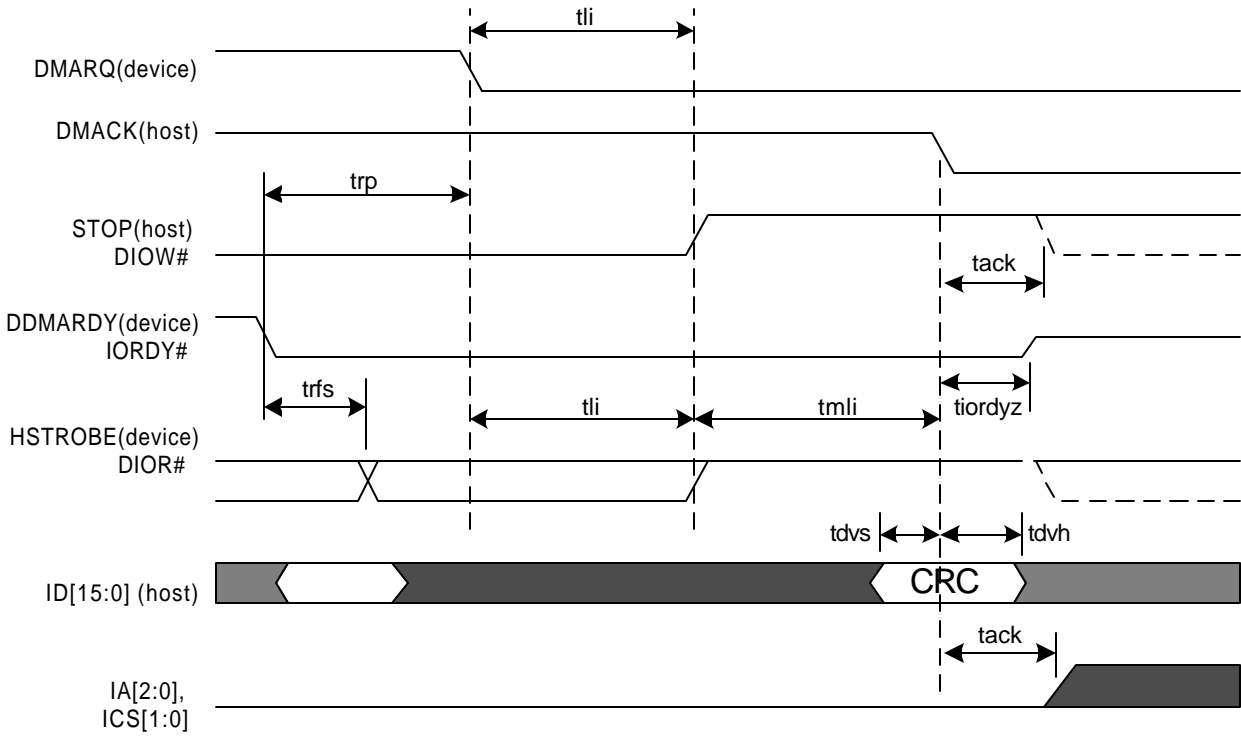 tli
DMARQ(device)
DMACK(host)
trp
STOP(host)
DIOW#
tack
DDMARDY(device)
IORDY#
trfs
tli
tmli
tiordyz
HSTROBE(device)
DIOR#
tdvs
tdvh
ID[15:0] (host)
CRC
tack
IA[2:0],
ICS[1:0]